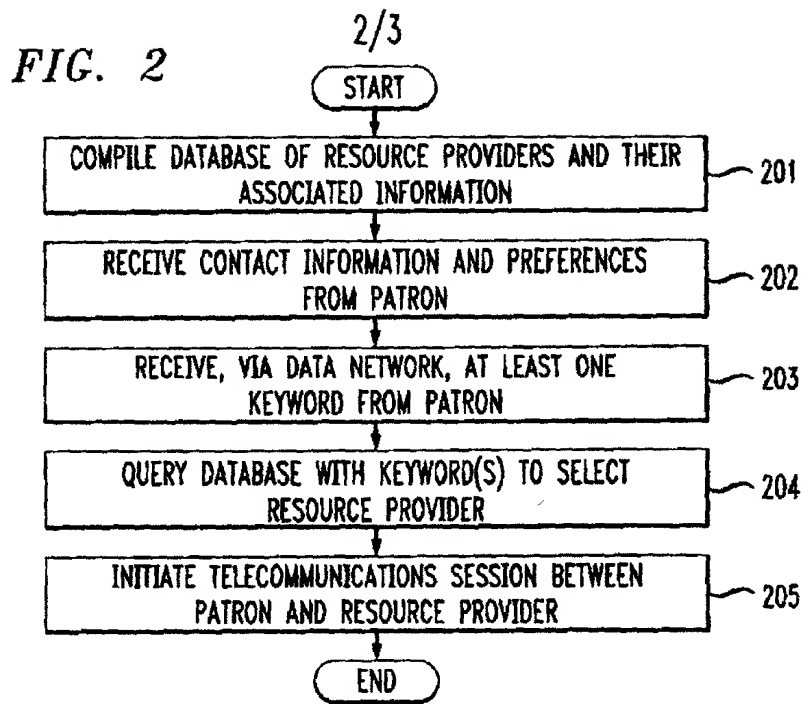 2/3
FIG. 2
START
COMPILE DATABASE OF RESOURCE PROVIDERS AND THEIR
ASSOCIATED INFORMATION
201
RECEIVE CONTACT INFORMATION AND PREFERENCES
FROM PATRON
202
RECEIVE, VIA DATA NETWORK, AT LEAST ONE
KEYWORD FROM PATRON
203
QUERY DATABASE WITH KEYWORD(S) TO SELECT
RESOURCE PROVIDER
204
INITIATE TELECOMMUNICATIONS SESSION BETWEEN
PATRON AND RESOURCE PROVIDER
205
END